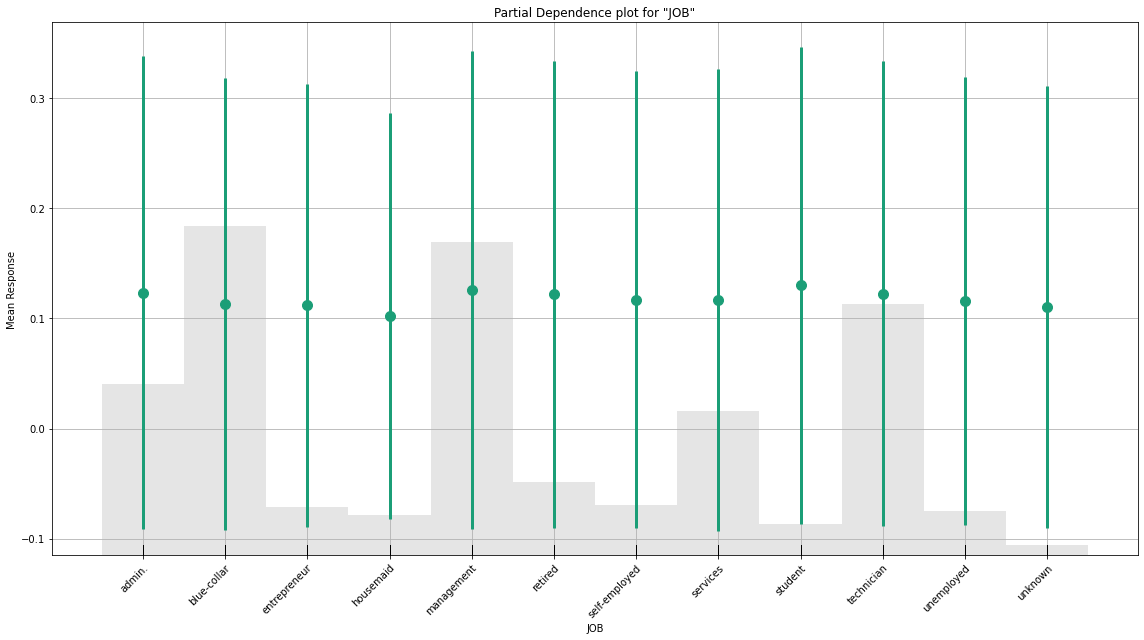 Partial Dependence plot for "JOB"
Mean Response
0.3
0.2
0.1
0.0
−0.1
admin.
blue-collar
entrepreneur
housemaid
management
retired
self-employed
services
student
technician
unemployed
unknown
JOB